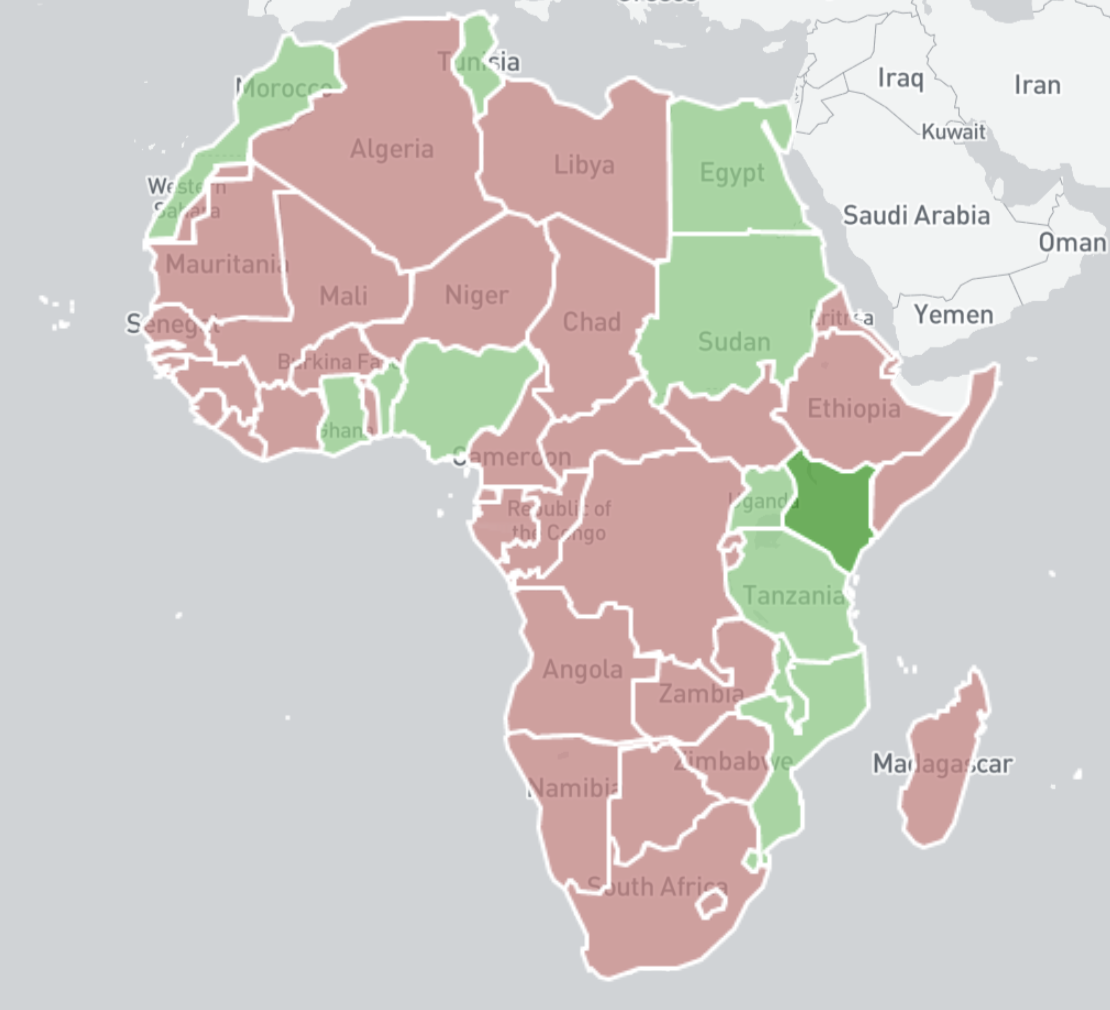 Tunisia
Morocco
Iraq
Iran
Kuwait
Algeria
Libya
Egypt
Western
Sahara
Saudi Arabia
Oman
Mauritania
Mali
Niger
Chad
Senegal
Eritrea
Yemen
Sudan
Burkina Fa
Ethiopia
Ghana
Cameroon
Uganda
Republic of
the Congo
Tanzania
Angola
Zambia
Zimbabwe
Madagascar
Namibia
South Africa